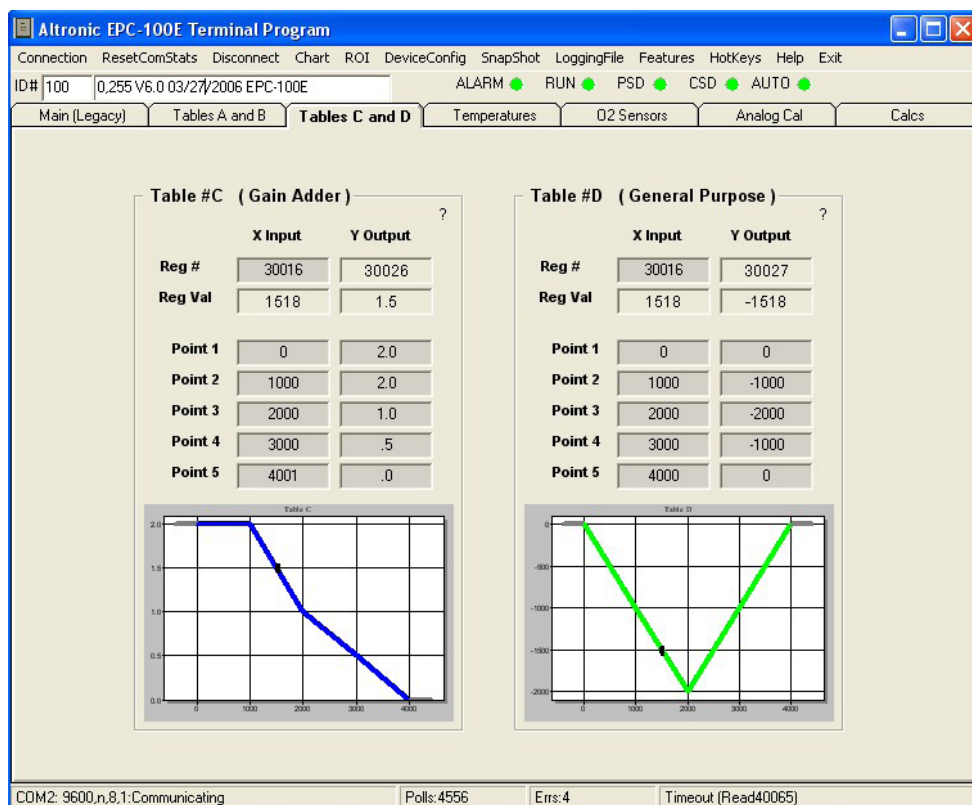 Altronic EPC-100E Terminal Program
Connection ResetComStats Disconnect Chart ROI DeviceConfig SnapShot LoggingFile Features HotKeys Help Exit
ID# 100 0,255 V6.0 03/27/2006 EPC-100E ALARM RUN PSD CSD AUTO
Main (Legacy) Tables A and B Tables C and D Temperatures O2 Sensors Analog Cal Calcs
Table #C ( Gain Adder )
?
X Input Y Output
Reg # 30016 30026
Reg Val 1518 1.5
Point 1 0 2.0
Point 2 1000 2.0
Point 3 2000 1.0
Point 4 3000 .5
Point 5 4001 .0
Table C
2.0
1.5
1.0
0.5
0.0
0 1000 2000 3000 4000
Table #D ( General Purpose )
?
X Input Y Output
Reg # 30016 30027
Reg Val 1518 -1518
Point 1 0 0
Point 2 1000 -1000
Point 3 2000 -2000
Point 4 3000 -1000
Point 5 4000 0
Table D
0
-500
-1000
-1500
-2000
0 1000 2000 3000 4000
COM2: 9600,n,8,1:Communicating Polls:4556 Errs:4 Timeout (Read40065)